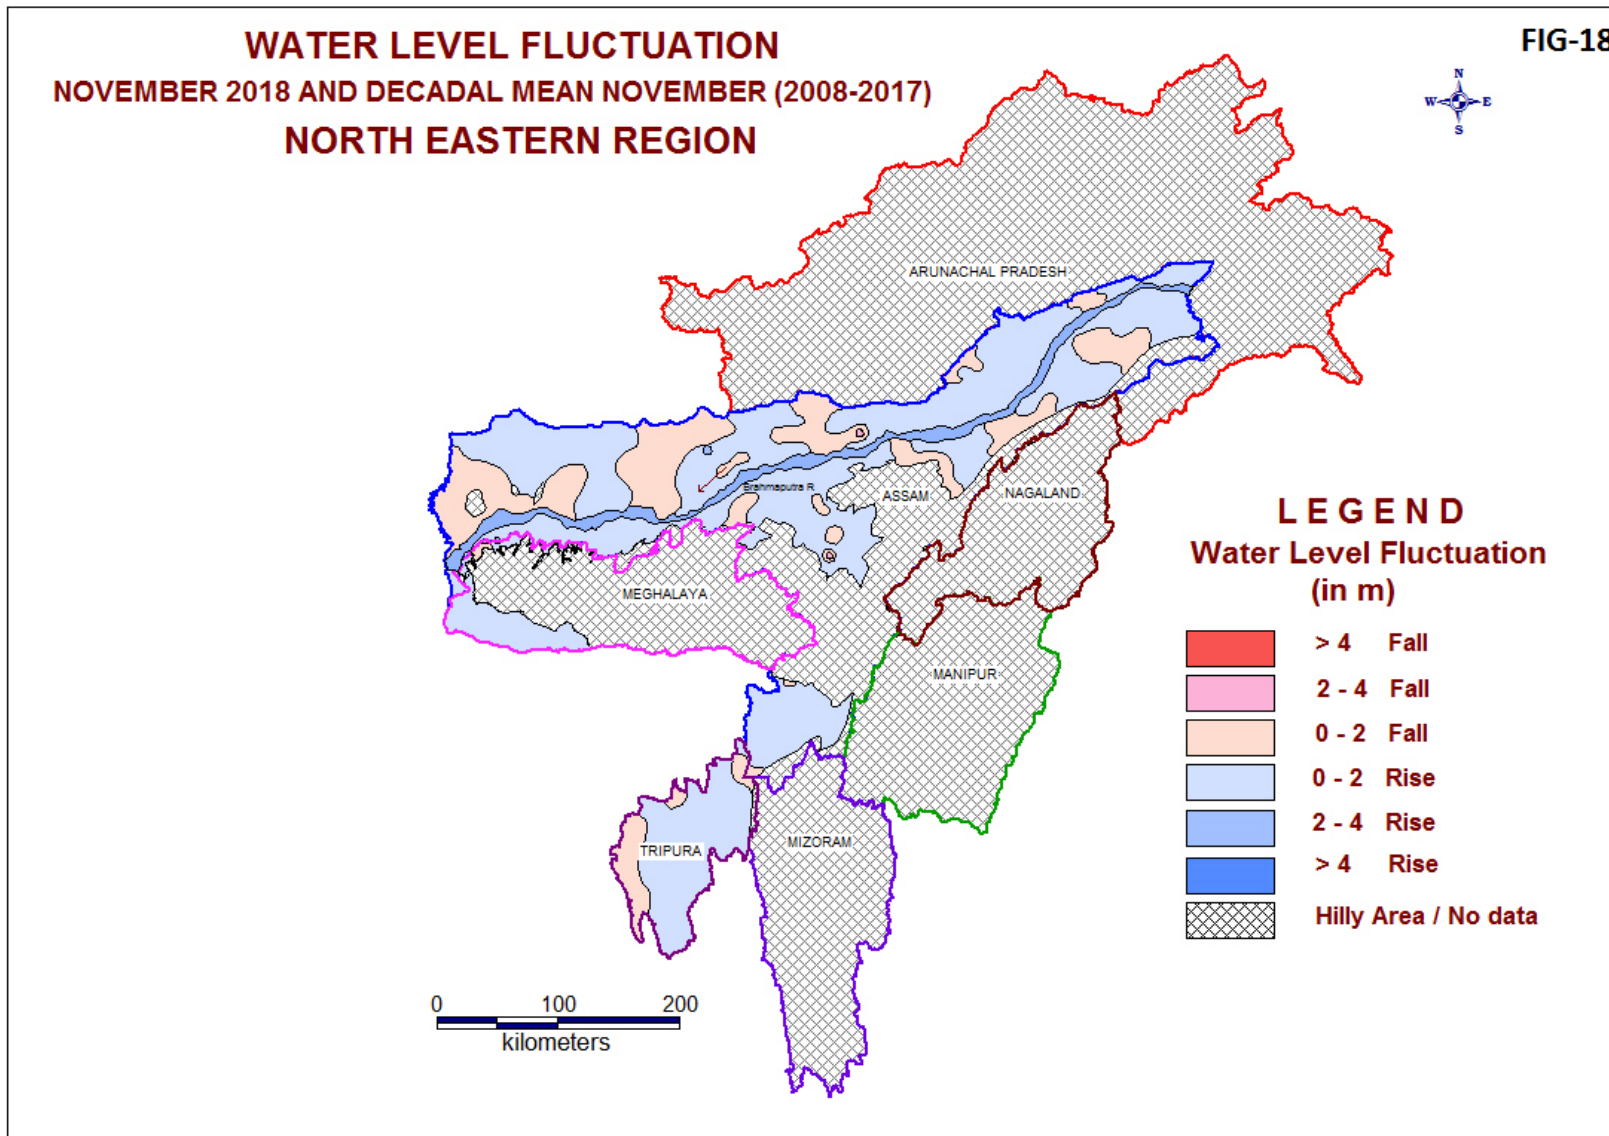 FIG-18
WATER LEVEL FLUCTUATION
NOVEMBER 2018 AND DECADAL MEAN NOVEMBER (2008-2017)
NORTH EASTERN REGION
N
W E
S
ARUNACHAL PRADESH
Brahmaputra R
ASSAM
NAGALAND
MEGHALAYA
MANIPUR
TRIPURA
MIZORAM
LEGEND
Water Level Fluctuation
(in m)
> 4 Fall
2 - 4 Fall
0 - 2 Fall
0 - 2 Rise
2 - 4 Rise
> 4 Rise
Hilly Area / No data
0 100 200
kilometers